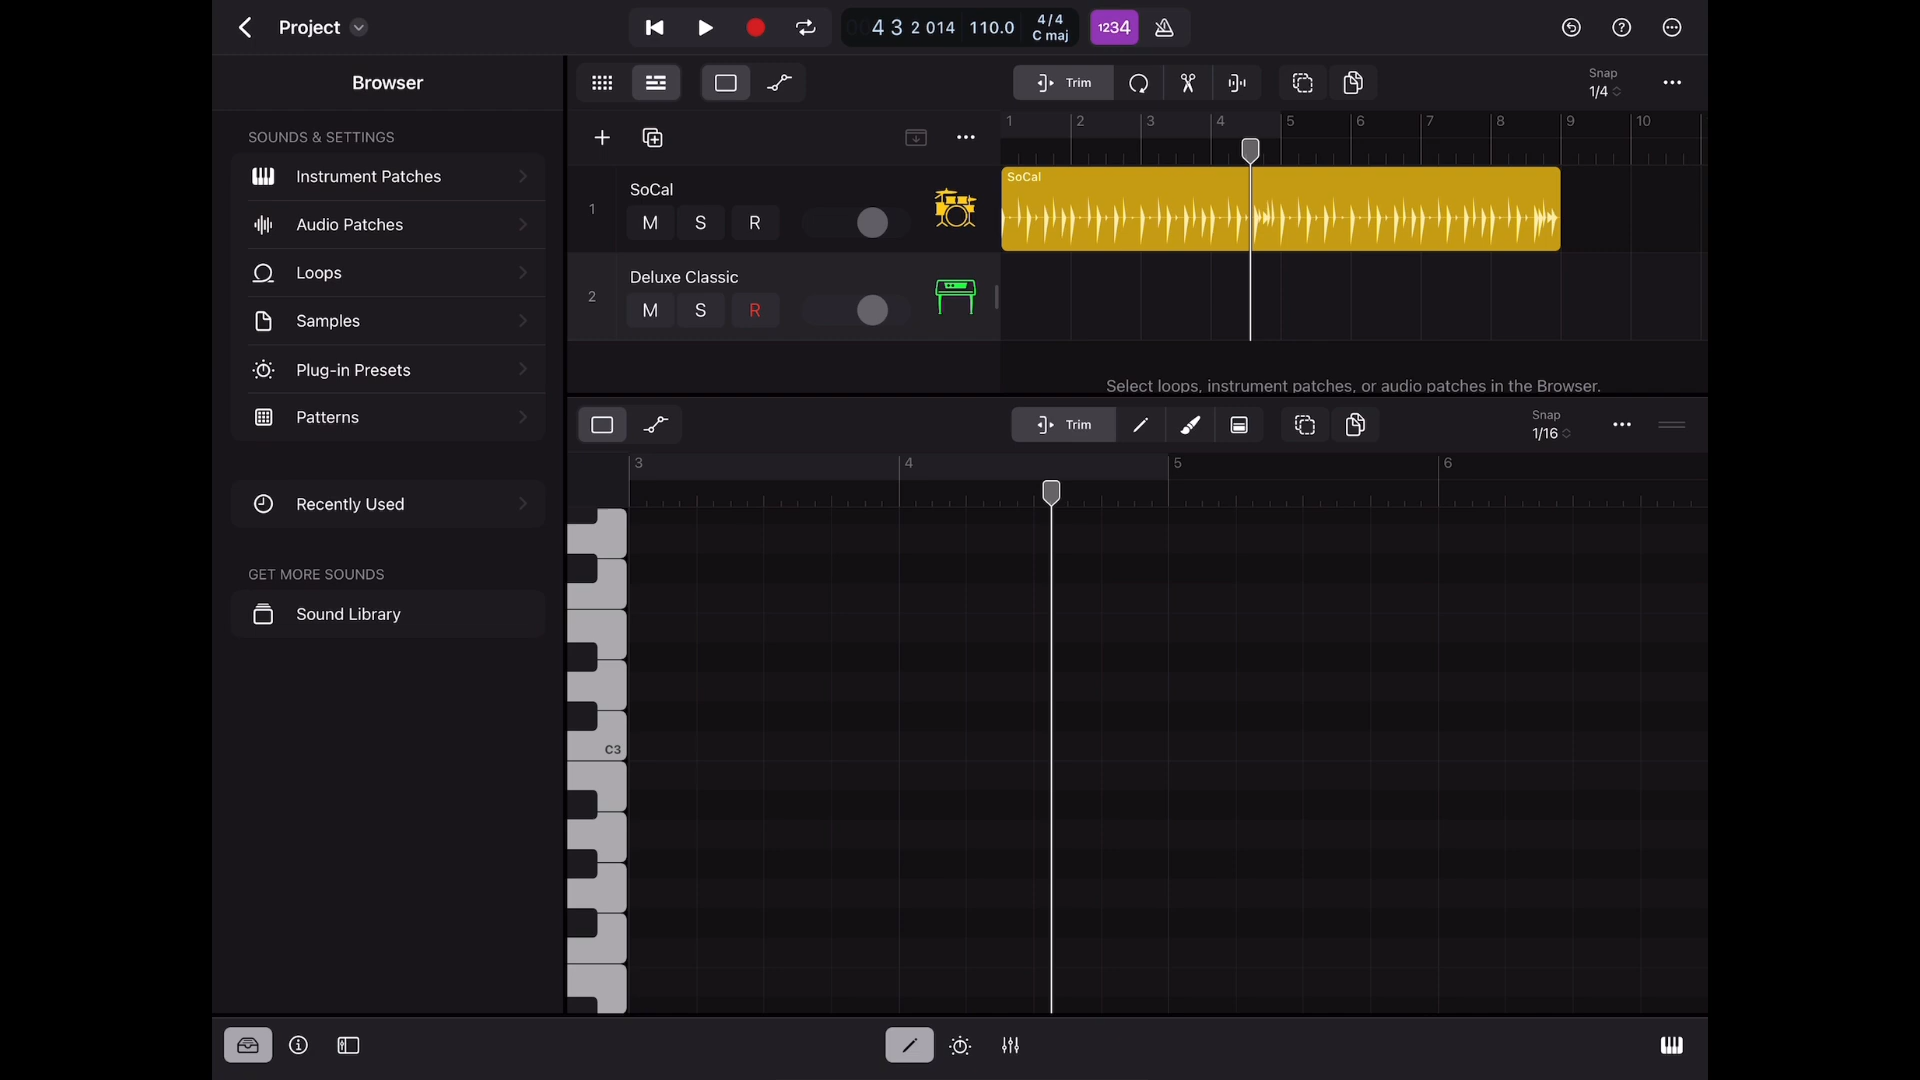 Project
00 4 3 2 014 110.0 4/4
C maj
1234
Browser
Trim
Snap
1/4
SOUNDS & SETTINGS
Instrument Patches
Audio Patches
Loops
Samples
Plug-in Presets
Patterns
Recently Used
GET MORE SOUNDS
Sound Library
1 2 3 4 5 6 7 8 9 10
1
SoCal
M S R
SoCal
2
Deluxe Classic
M S R
Select loops, instrument patches, or audio patches in the Browser.
Trim
Snap
1/16
3 4 5 6
C3